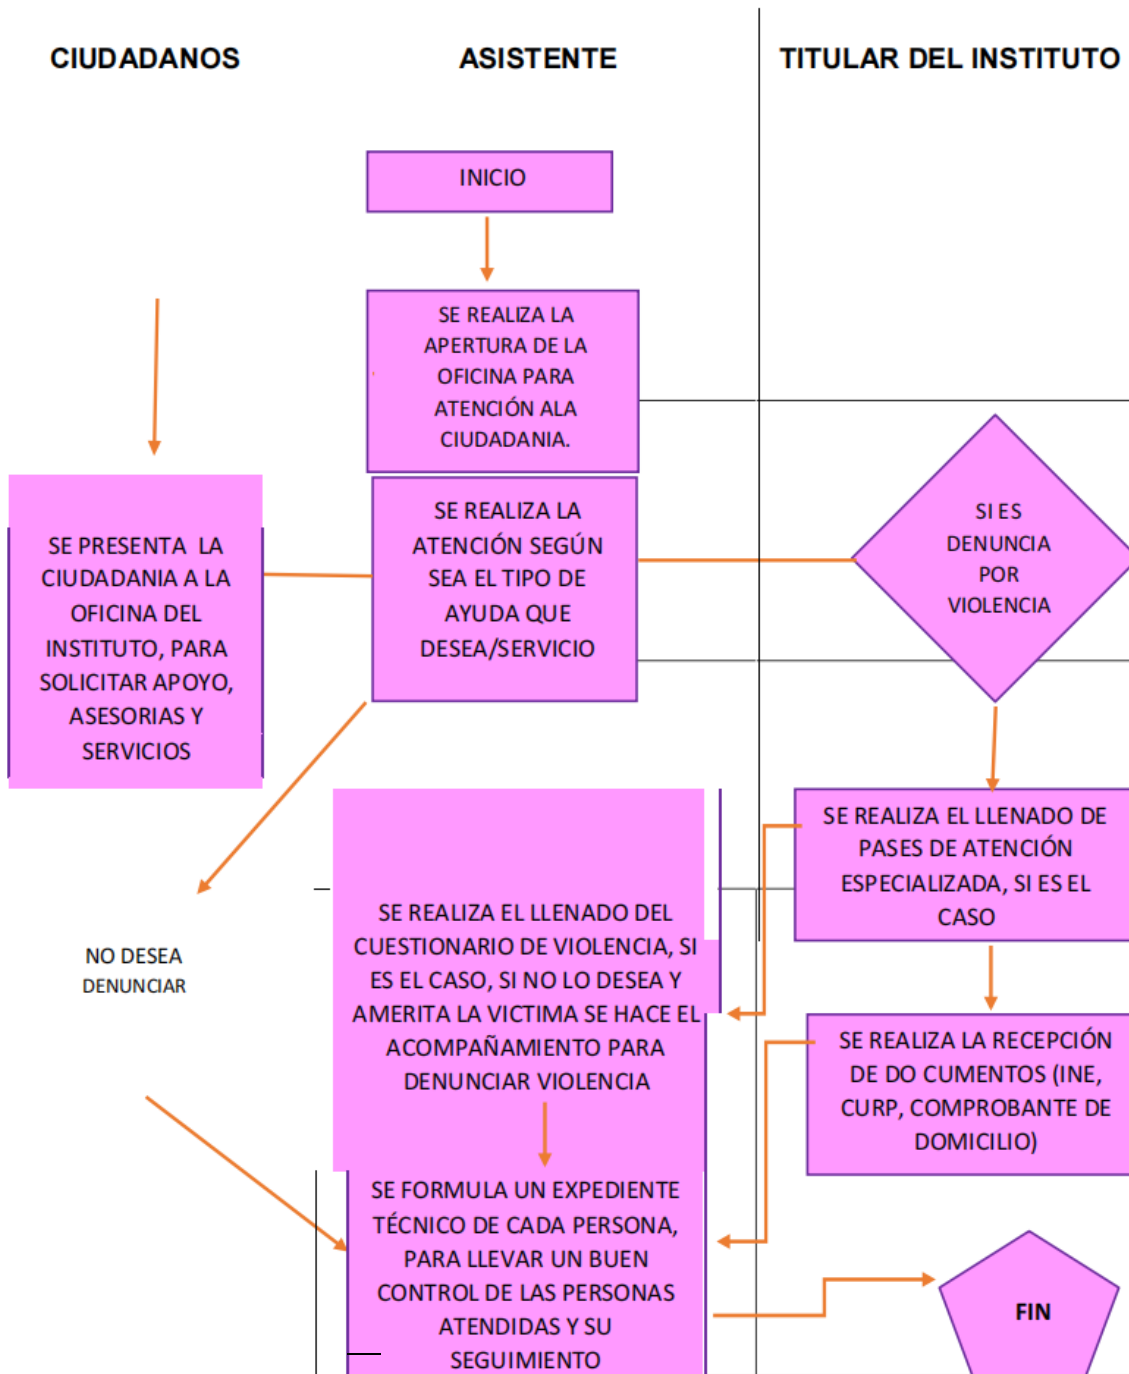 CIUDADANOS
ASISTENTE
TITULAR DEL INSTITUTO
INICIO
SE REALIZA LA
APERTURA DE LA
OFICINA PARA
ATENCIÓN ALA
CIUDADANIA.
SE PRESENTA LA
CIUDADANIA A LA
OFICINA DEL
INSTITUTO, PARA
SOLICITAR APOYO,
ASESORIAS Y
SERVICIOS
SE REALIZA LA
ATENCIÓN SEGÚN
SEA EL TIPO DE
AYUDA QUE
DESEA/SERVICIO
SI ES
DENUNCIA
POR
VIOLENCIA
NO DESEA
DENUNCIAR
SE REALIZA EL LLENADO DEL
CUESTIONARIO DE VIOLENCIA, SI
ES EL CASO, SI NO LO DESEA Y
AMERITA LA VICTIMA SE HACE EL
ACOMPAÑAMIENTO PARA
DENUNCIAR VIOLENCIA
SE REALIZA EL LLENADO DE
PASES DE ATENCIÓN
ESPECIALIZADA, SI ES EL
CASO
SE REALIZA LA RECEPCIÓN
DE DO CUMENTOS (INE,
CURP, COMPROBANTE DE
DOMICILIO)
SE FORMULA UN EXPEDIENTE
TÉCNICO DE CADA PERSONA,
PARA LLEVAR UN BUEN
CONTROL DE LAS PERSONAS
ATENDIDAS Y SU
SEGUIMIENTO
FIN